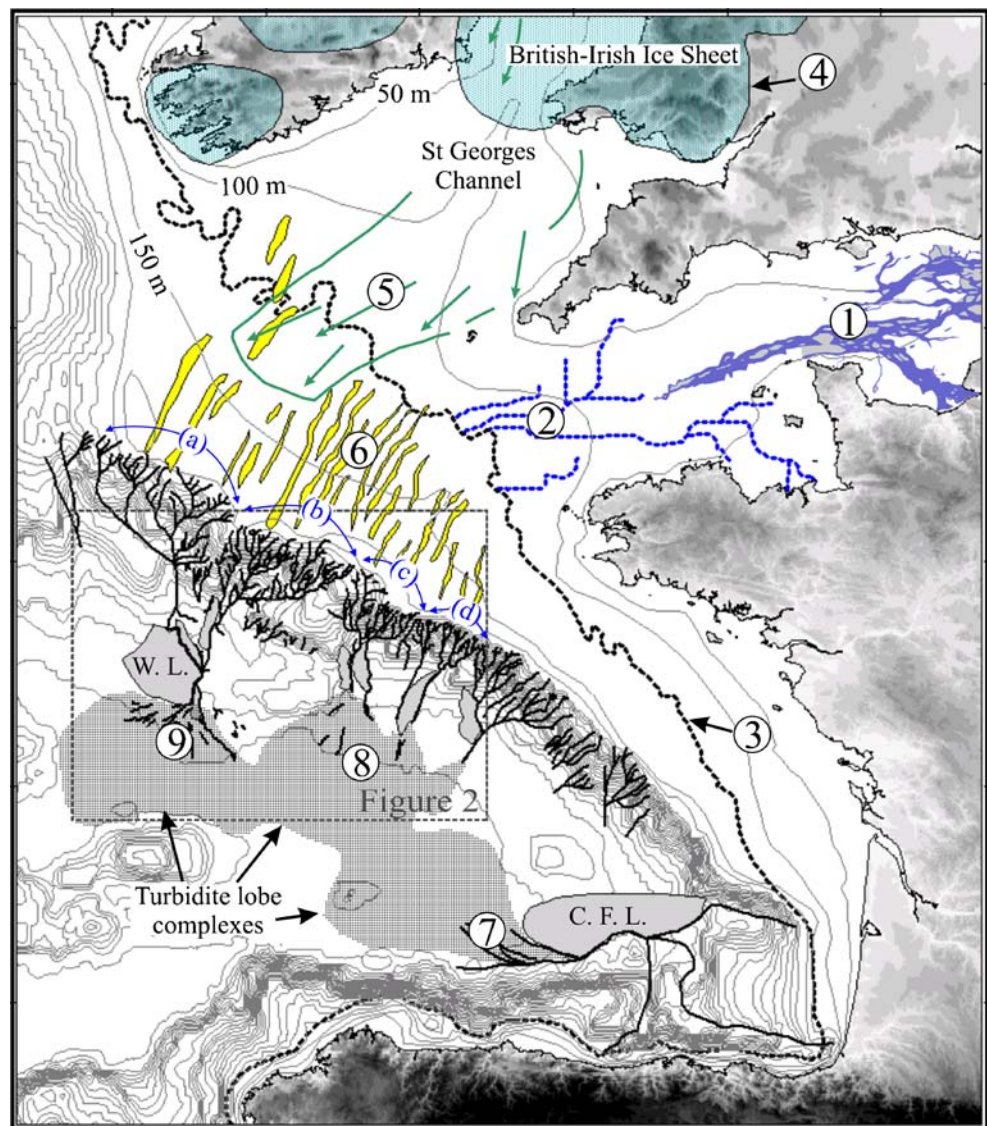 British-Irish Ice Sheet
④
50 m
St Georges
Channel
100 m
150 m
⑤
①
②
(a)
⑥
(b)
(c)
(d)
W. L.
③
⑨
⑧
Figure 2
Turbidite lobe
complexes
⑦
C. F. L.